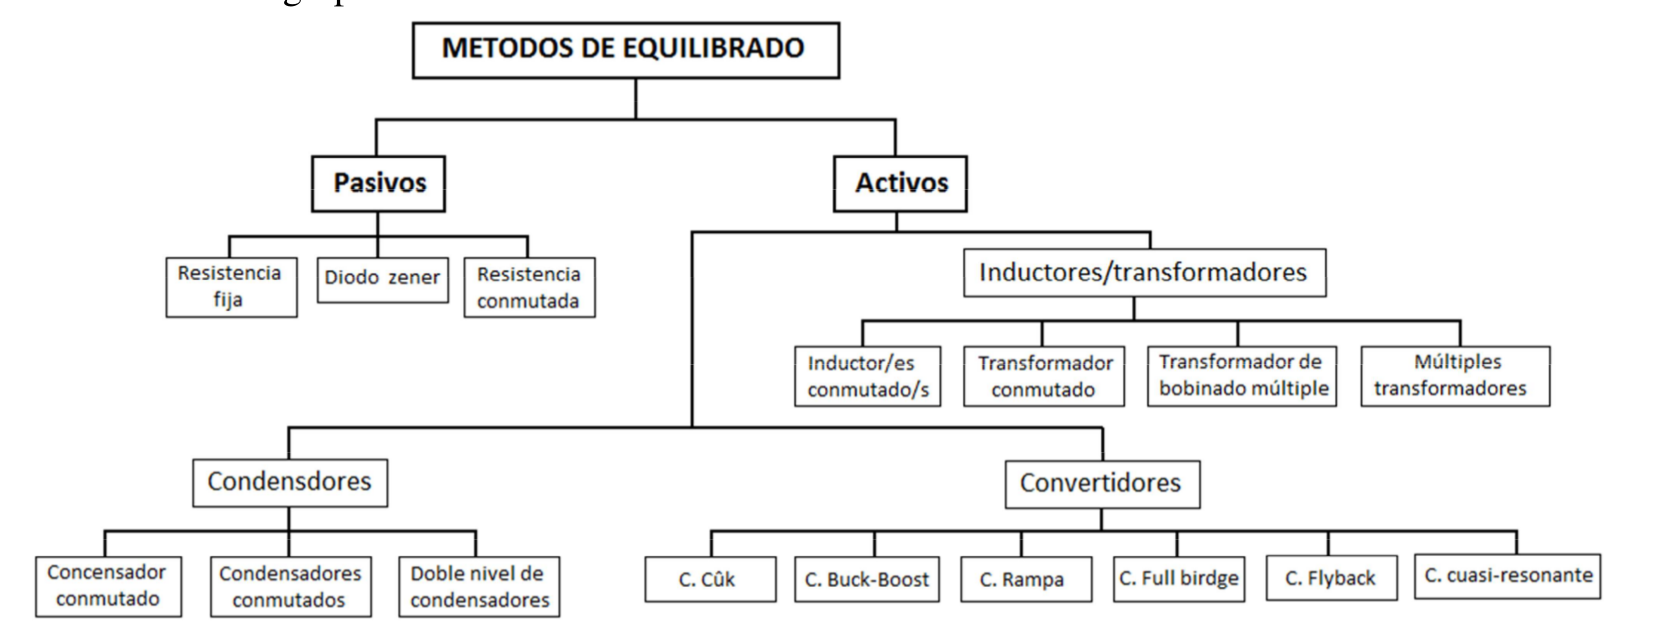 METODOS DE EQUILIBRADO
Pasivos
Activos
Resistencia
fija
Diodo zener
Resistencia
conmutada
Inductores/transformadores
Inductor/es
conmutado/s
Transformador
conmutado
Transformador de
bobinado múltiple
Múltiples
transformadores
Condensdores
Convertidores
Concensador
conmutado
Condensadores
conmutados
Doble nivel de
condensadores
C. Cûk
C. Buck-Boost
C. Rampa
C. Full birdge
C. Flyback
C. cuasi-resonante